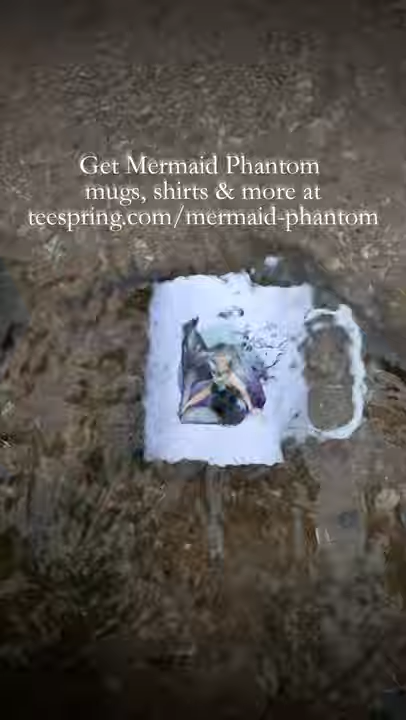 Get Mermaid Phantom
mugs, shirts & more at
teespring.com/mermaid-phantom